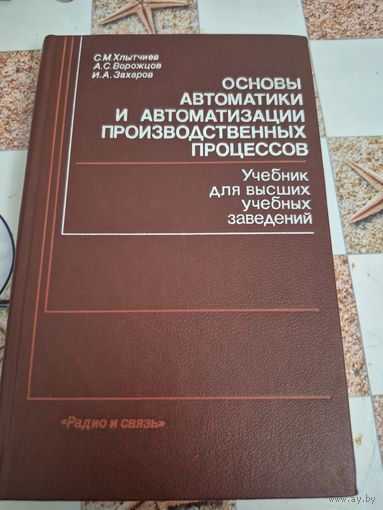 С.М.Хлытчиев
А.С.Ворожцов
И.А.Захаров
ОСНОВЫ
АВТОМАТИКИ
И АВТОМАТИЗАЦИИ
ПРОИЗВОДСТВЕННЫХ
ПРОЦЕССОВ
Учебник
для высших
учебных
заведений
«Радио и связь»
www.ay.by